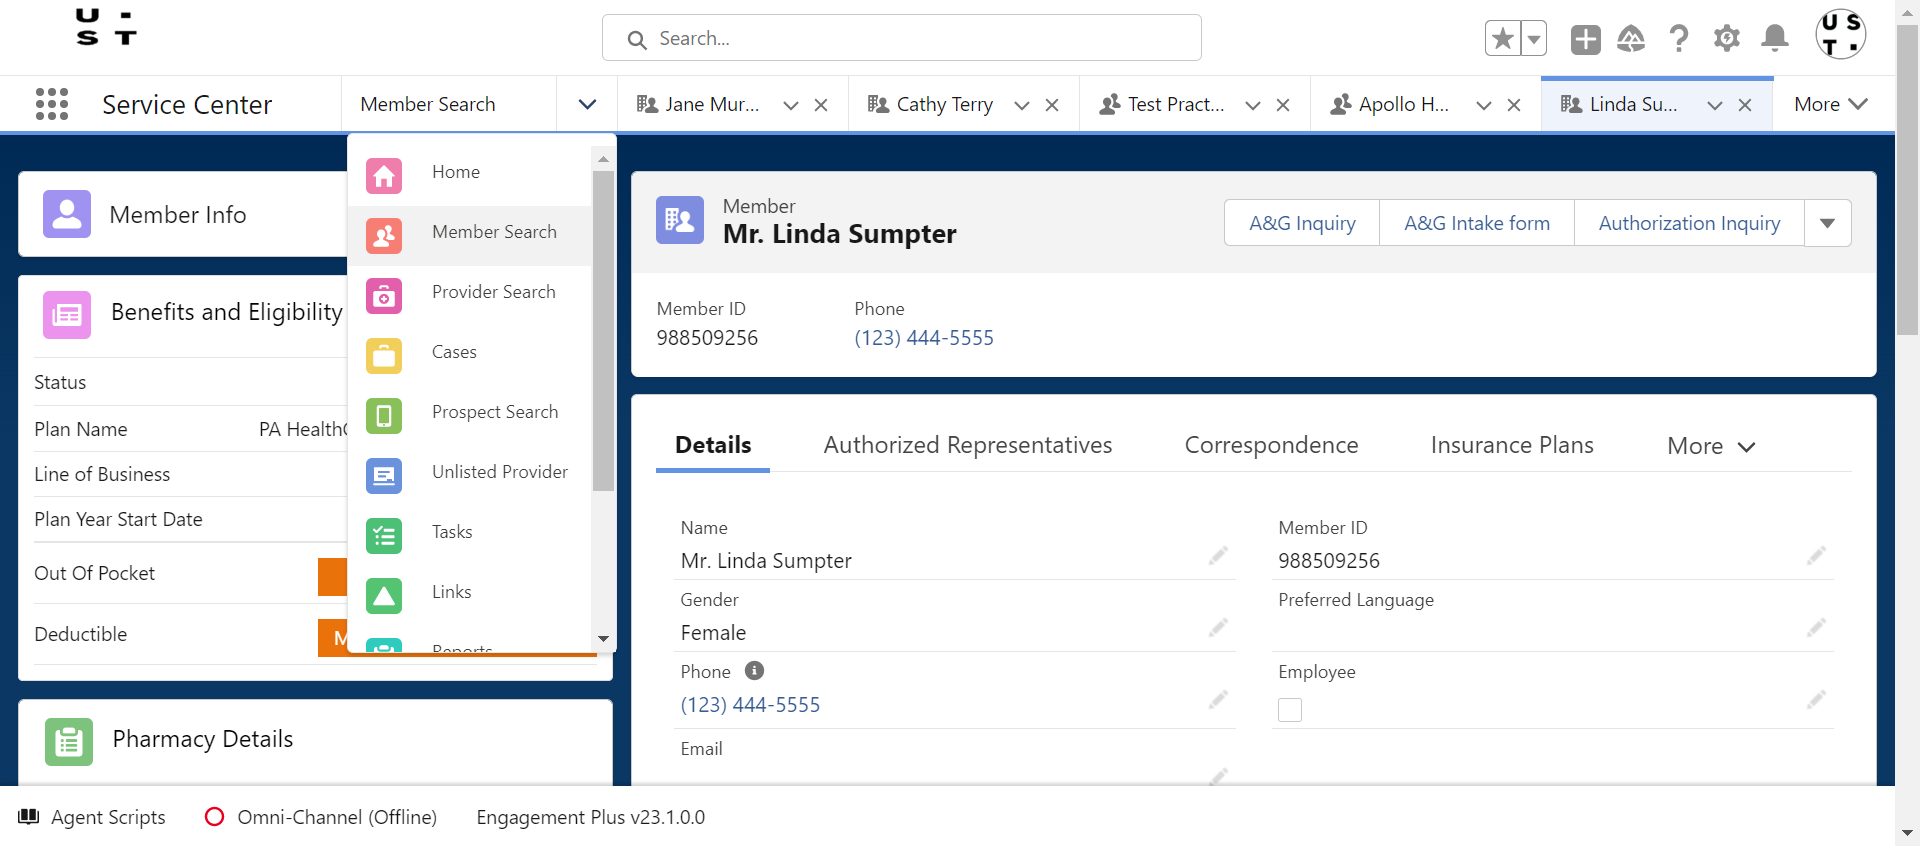 U ·
S T
Search...
U S
T .
Service Center
Member Search
Jane Mur...
Cathy Terry
Test Pract...
Apollo H...
Linda Su...
More
Home
Member Search
Provider Search
Cases
Prospect Search
Unlisted Provider
Tasks
Links
Reports
Member Info
Benefits and Eligibility
Status
Plan Name PA Health
Line of Business
Plan Year Start Date
Out Of Pocket
Deductible M
Pharmacy Details
Member
Mr. Linda Sumpter
A&G Inquiry
A&G Intake form
Authorization Inquiry
Member ID
988509256
Phone
(123) 444-5555
Details
Authorized Representatives
Correspondence
Insurance Plans
More
Name
Mr. Linda Sumpter
Member ID
988509256
Gender
Female
Preferred Language
Phone
(123) 444-5555
Employee
Email
Agent Scripts
Omni-Channel (Offline)
Engagement Plus v23.1.0.0